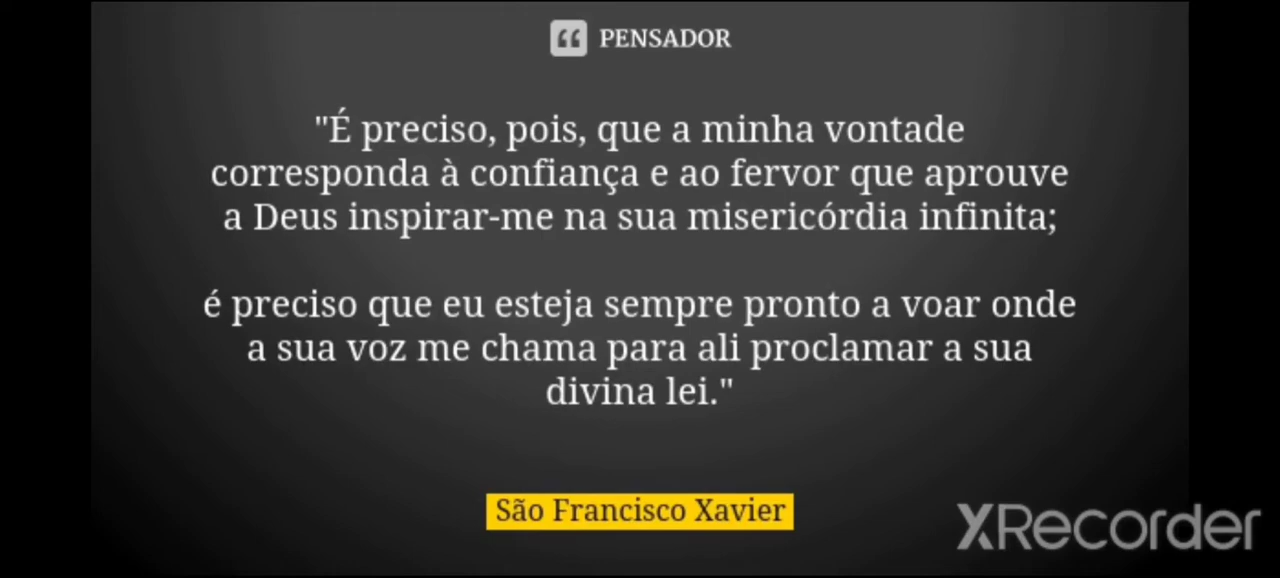 PENSADOR
"É preciso, pois, que a minha vontade
corresponda à confiança e ao fervor que aprouve
a Deus inspirar-me na sua misericórdia infinita;
é preciso que eu esteja sempre pronto a voar onde
a sua voz me chama para ali proclamar a sua
divina lei."
São Francisco Xavier
XRecorder